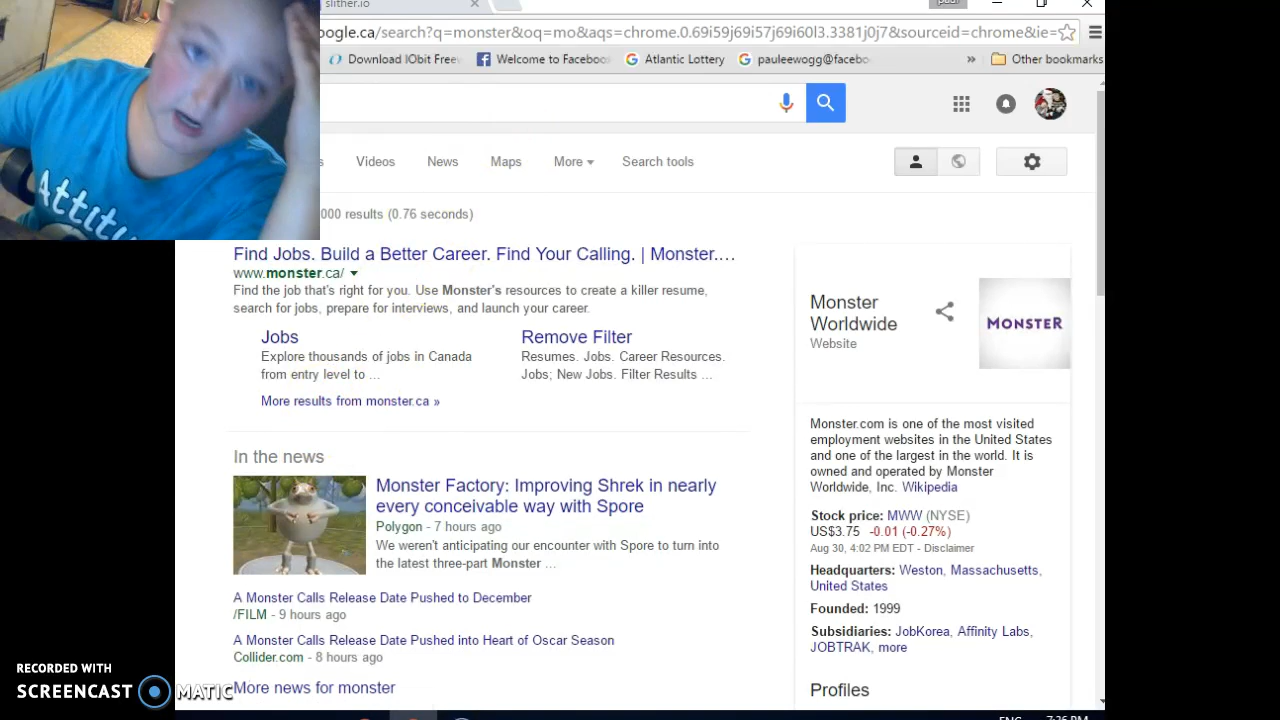 slither.io
paul
oogle.ca/search?q=monster&oq=mo&aqs=chrome.0.69i59j69i57j69i60l3.3381j0j7&sourceid=chrome&ie=
Download IObit Freew Welcome to Facebook Atlantic Lottery pauleewogg@facebo » Other bookmarks
s Videos News Maps More Search tools
000 results (0.76 seconds)
Find Jobs. Build a Better Career. Find Your Calling. | Monster....
www.monster.ca/
Find the job that's right for you. Use Monster's resources to create a killer resume,
search for jobs, prepare for interviews, and launch your career.
Jobs
Explore thousands of jobs in Canada
from entry level to ...
Remove Filter
Resumes. Jobs. Career Resources.
Jobs; New Jobs. Filter Results ...
More results from monster.ca »
In the news
Monster Factory: Improving Shrek in nearly
every conceivable way with Spore
Polygon - 7 hours ago
We weren't anticipating our encounter with Spore to turn into
the latest three-part Monster ...
A Monster Calls Release Date Pushed to December
/FILM - 9 hours ago
A Monster Calls Release Date Pushed into Heart of Oscar Season
Collider.com - 8 hours ago
More news for monster
Monster
Worldwide
Website
MONSTER
Monster.com is one of the most visited
employment websites in the United States
and one of the largest in the world. It is
owned and operated by Monster
Worldwide, Inc. Wikipedia
Stock price: MWW (NYSE)
US$3.75 -0.01 (-0.27%)
Aug 30, 4:02 PM EDT - Disclaimer
Headquarters: Weston, Massachusetts,
United States
Founded: 1999
Subsidiaries: JobKorea, Affinity Labs,
JOBTRAK, more
Profiles
Attitu
RECORDED WITH
SCREENCAST MATIC
ENG 7:26 PM